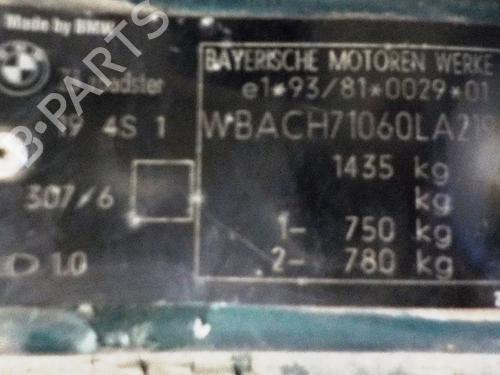 Made by BMW
BAYERISCHE MOTOREN WERKE
e1*93/81*0029*01
WBACH71060LA21
4S 1
1435 kg
kg
307/6
1- 750 kg
2- 780 kg
1.0
B-PARTS